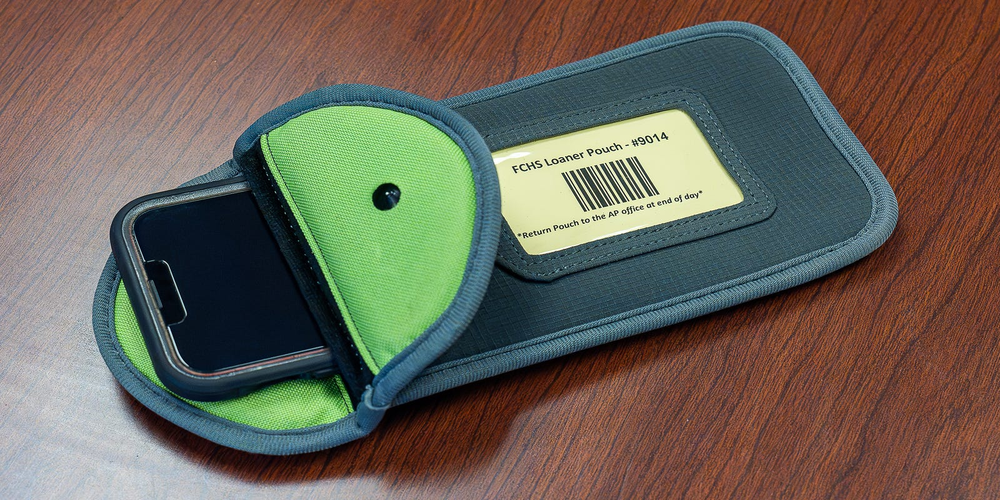 FCHS Loaner Pouch - #9014
*Return Pouch to the AP office at end of day*